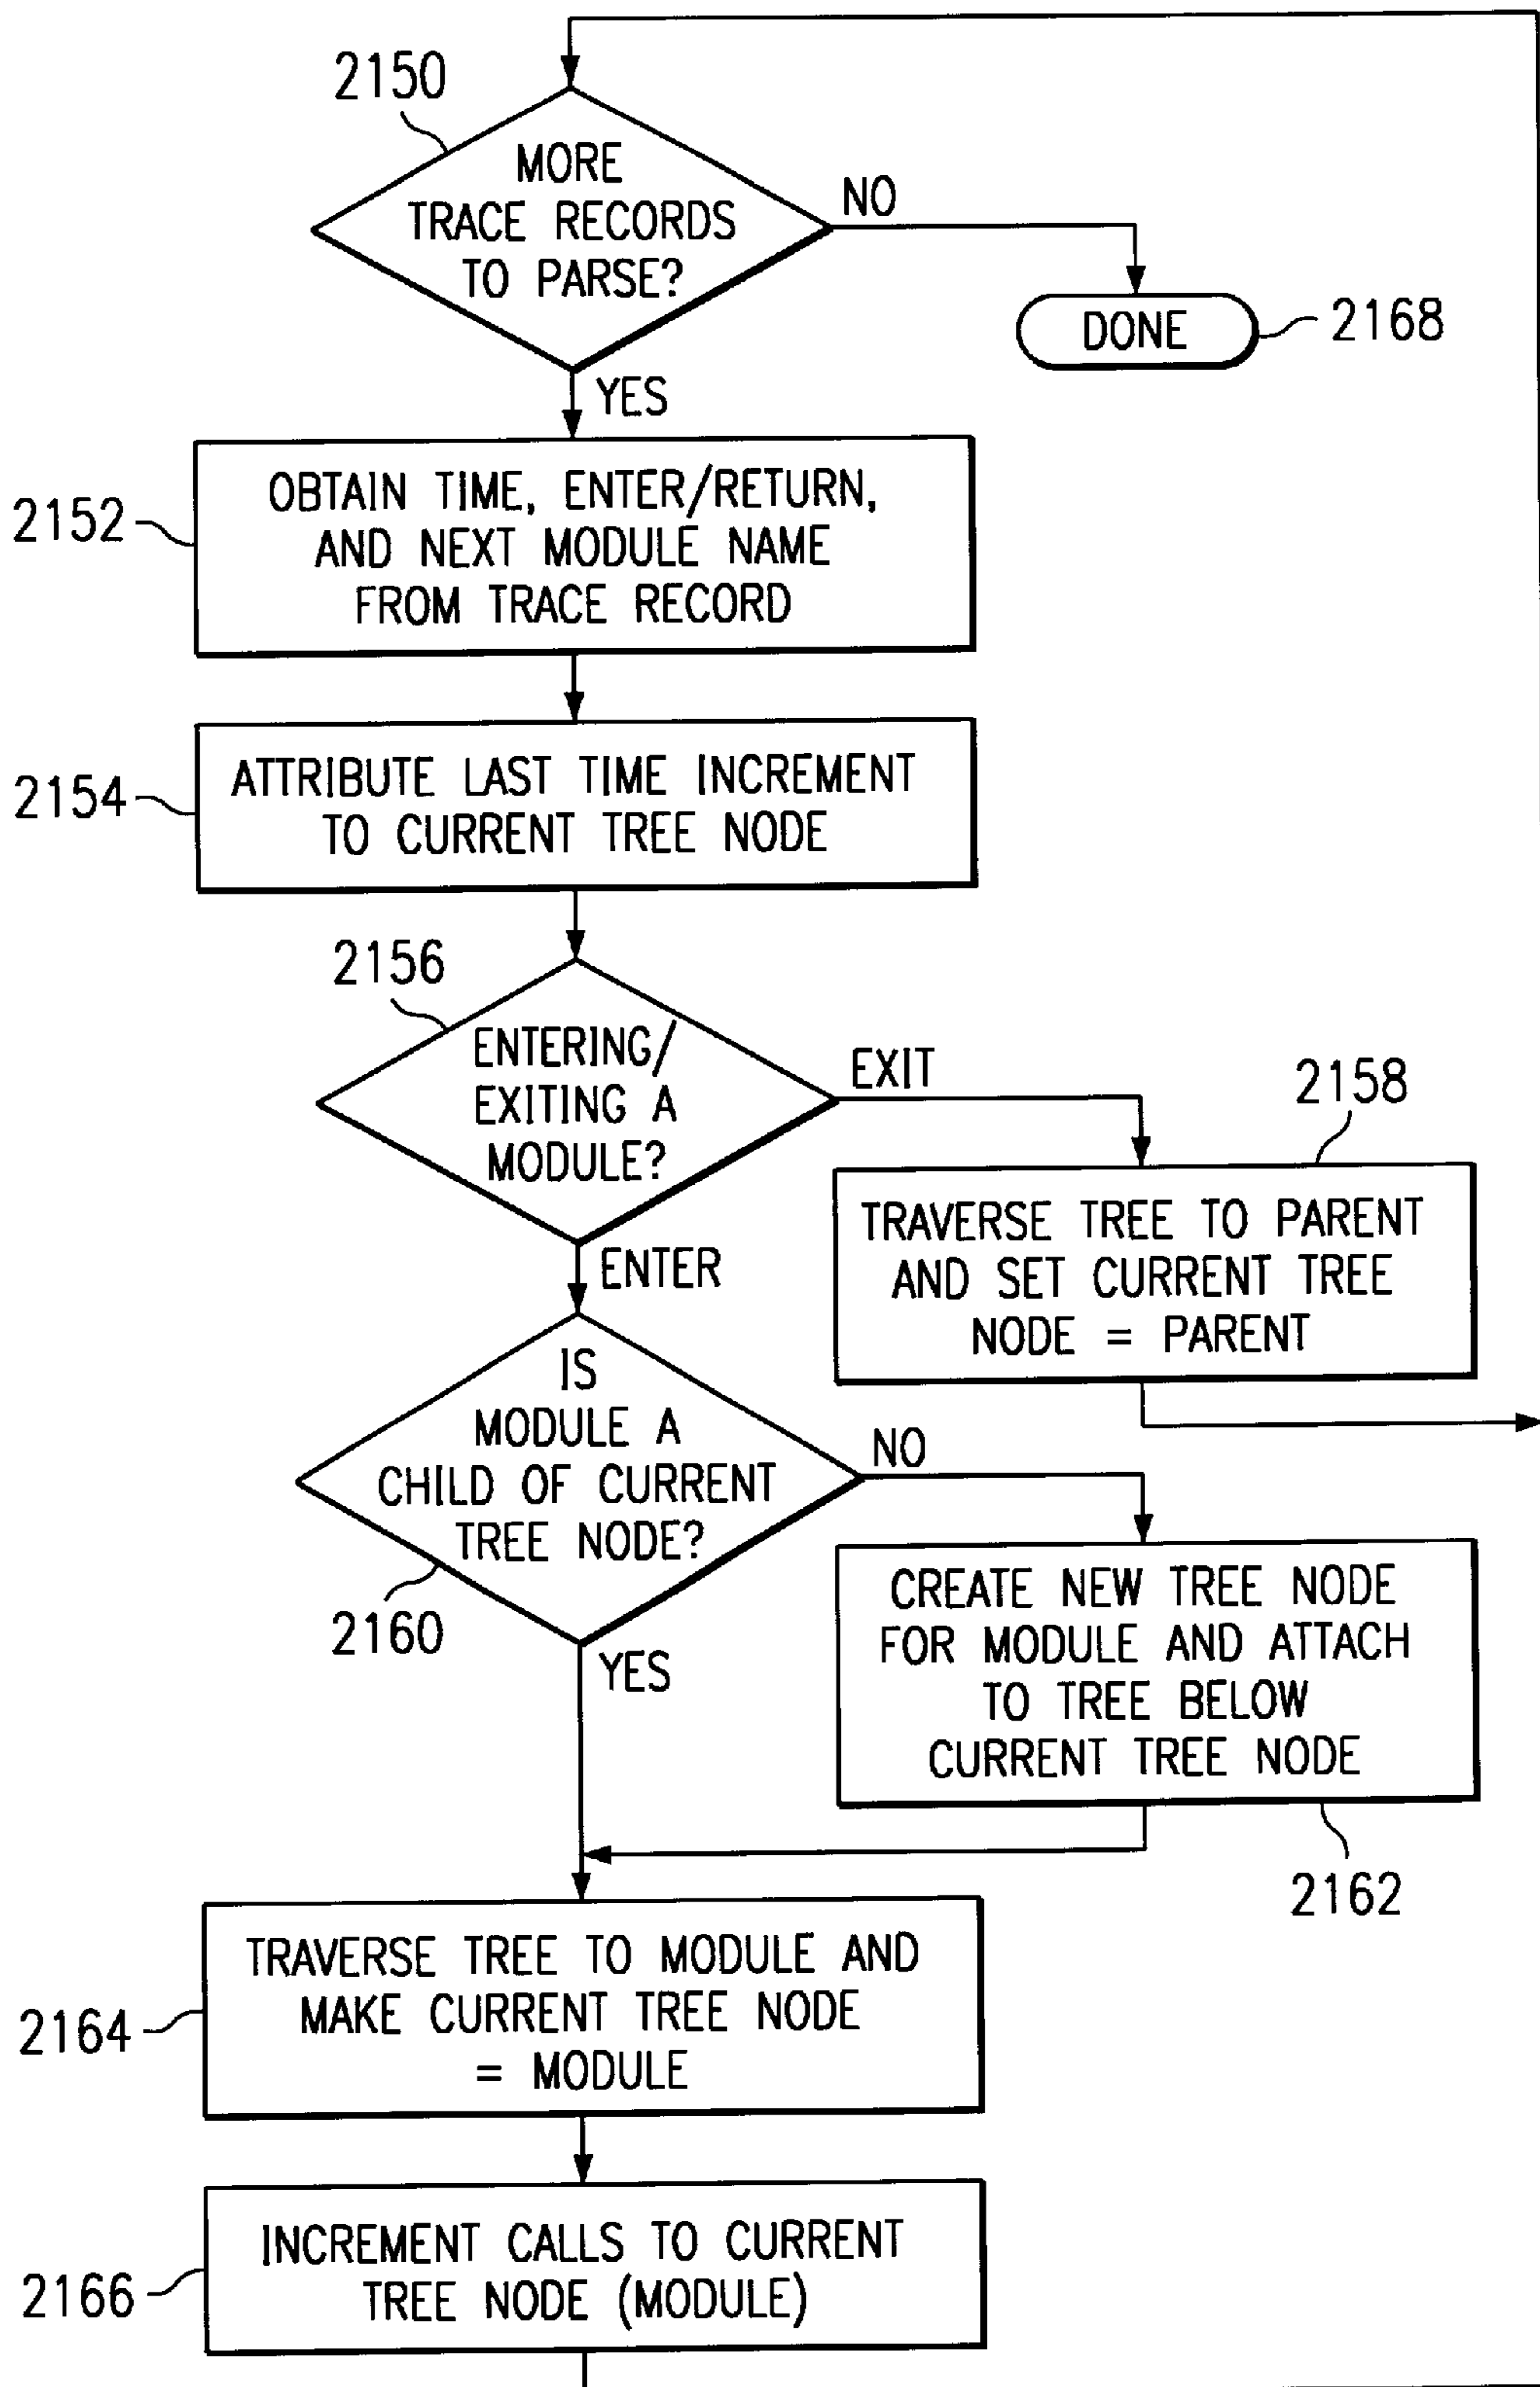 2150
MORE
TRACE RECORDS
TO PARSE?
NO
DONE
2168
YES
2152
OBTAIN TIME, ENTER/RETURN,
AND NEXT MODULE NAME
FROM TRACE RECORD
2154
ATTRIBUTE LAST TIME INCREMENT
TO CURRENT TREE NODE
2156
ENTERING/
EXITING A
MODULE?
EXIT
2158
TRAVERSE TREE TO PARENT
AND SET CURRENT TREE
NODE = PARENT
ENTER
IS
MODULE A
CHILD OF CURRENT
TREE NODE?
2160
NO
CREATE NEW TREE NODE
FOR MODULE AND ATTACH
TO TREE BELOW
CURRENT TREE NODE
2162
YES
2164
TRAVERSE TREE TO MODULE AND
MAKE CURRENT TREE NODE
= MODULE
2166
INCREMENT CALLS TO CURRENT
TREE NODE (MODULE)